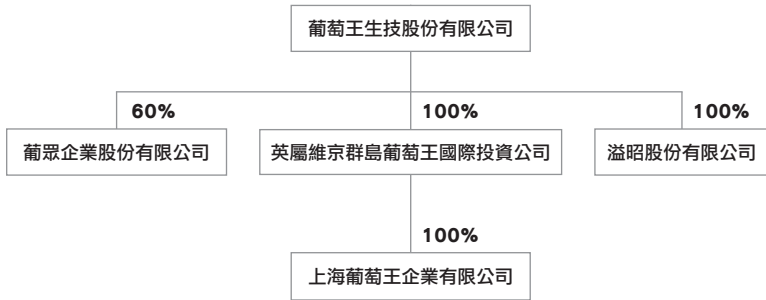 葡萄王生技股份有限公司
60%
100%
100%
葡眾企業股份有限公司
英屬維京群島葡萄王國際投資公司
溢昭股份有限公司
100%
上海葡萄王企業有限公司